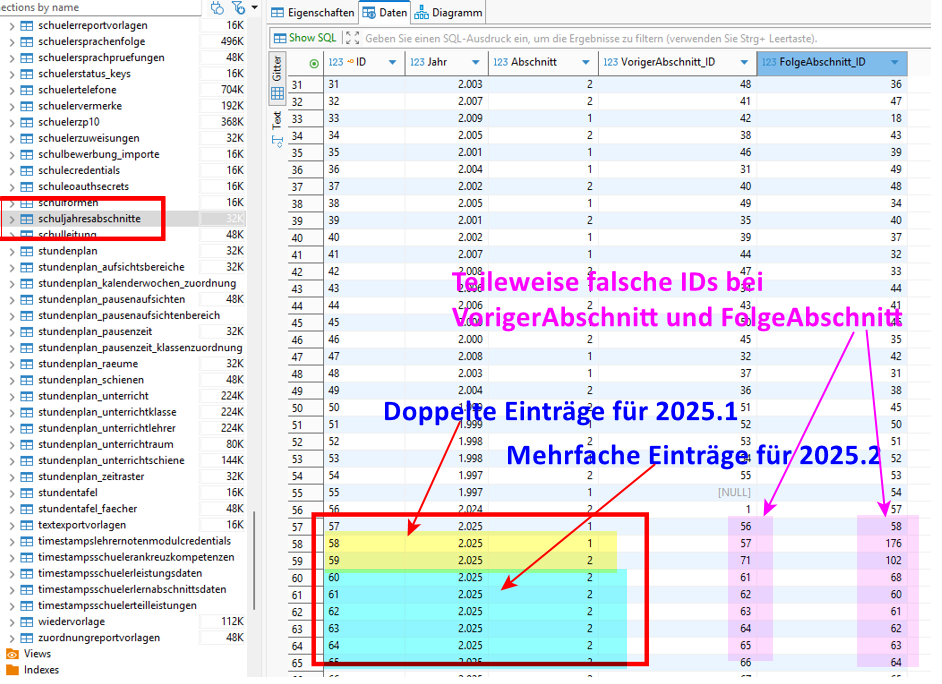 ections by name
schuelerreportvorlagen 16K
schuelersprachenfolge 496K
schuelersprachpruefungen 48K
schuelerstatus_keys 16K
schuelertelefone 704K
schuelervermerke 192K
schuelerzp10 368K
schuelerzuweisungen 32K
schulbewerbung_importe 16K
schulecredentials 16K
schuleoauthsecrets 16K
schulformen 16K
schuljahresabschnitte 32K
schulleitung 48K
stundenplan 32K
stundenplan_aufsichtsbereiche 32K
stundenplan_kalenderwochen_zuordnung
stundenplan_pausenaufsichten 48K
stundenplan_pausenaufsichtenbereich
stundenplan_pausenzeit 32K
stundenplan_pausenzeit_klassenzuordnung
stundenplan_raeume 32K
stundenplan_schienen 48K
stundenplan_unterricht 224K
stundenplan_unterrichtklasse 224K
stundenplan_unterrichtlehrer 224K
stundenplan_unterrichtraum 80K
stundenplan_unterrichtschiene 144K
stundenplan_zeitraster 32K
stundentafel 16K
stundentafel_faecher 48K
textexportvorlagen 16K
timestampslehrernotenmodulcredentials
timestampsschuelerankreuzkompetenzen
timestampsschuelerleistungsdaten
timestampsschuelerlernabschnittsdaten
timestampsschuelerteilleistungen
wiedervorlage 112K
zuordnungreportvorlagen 48K
Views
Indexes
Eigenschaften Daten Diagramm
Show SQL Geben Sie einen SQL-Ausdruck ein, um die Ergebnisse zu filtern (verwenden Sie Strg+ Leertaste).
Gitter
Text
123 ID 123 Jahr 123 Abschnitt 123 VorigerAbschnitt_ID 123 FolgeAbschnitt_ID
31 31 2.003 2 48 36
32 32 2.007 2 41 47
33 33 2.009 1 42 18
34 34 2.005 2 38 43
35 35 2.001 1 46 39
36 36 2.004 1 31 49
37 37 2.002 2 40 48
38 38 2.005 1 49 34
39 39 2.001 2 35 40
40 40 2.002 1 39 37
41 41 2.007 1 44 32
42 42 2.008 2 47 33
Teileweise falsche IDs bei
43 43
44 44 2.006 2 43 41
VorigerAbschnitt und FolgeAbschnitt
45 45
46 46 2.000 2 45 35
47 47 2.008 1 32 42
48 48 2.003 1 37 31
49 49 2.004 2 36 38
50 50 51 45
Doppelte Einträge für 2025.1
51 51 1.999 1 52 50
52 52 1.998 2 53 51
53 53 1.998 1 52
Mehrfache Einträge für 2025.2
54 54 1.997 2 55 53
55 55 1.997 1 [NULL] 54
56 56 2.024 2 1 57
57 57 2.025 1 56 58
58 58 2.025 1 57 176
59 59 2.025 2 71 102
60 60 2.025 2 61 68
61 61 2.025 2 62 60
62 62 2.025 2 63 61
63 63 2.025 2 64 62
64 64 2.025 2 65 63
65 65 2.025 2 66 64